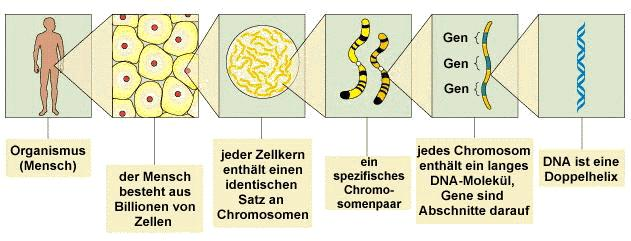 Gen
Gen
Gen
Organismus
(Mensch)
der Mensch
besteht aus
Billionen von
Zellen
jeder Zellkern
enthält einen
identischen
Satz an
Chromosomen
ein
spezifisches
Chromo-
somenpaar
jedes Chromosom
enthält ein langes
DNA-Molekül,
Gene sind
Abschnitte darauf
DNA ist eine
Doppelhelix